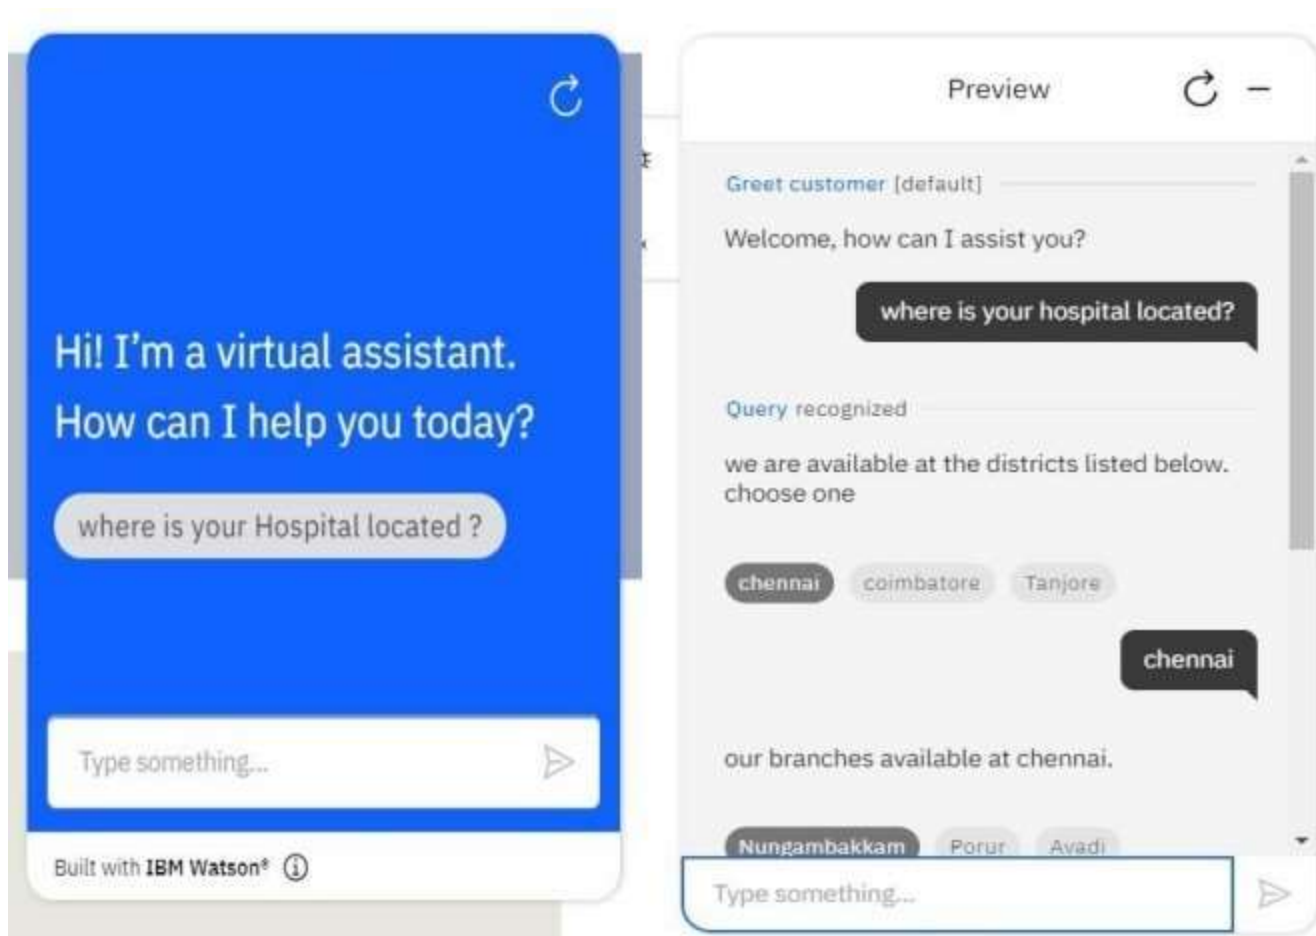 Hi! I'm a virtual assistant.
How can I help you today?
where is your Hospital located ?
Type something...
Built with IBM Watson®
Preview
Greet customer [default]
Welcome, how can I assist you?
where is your hospital located?
Query recognized
we are available at the districts listed below.
choose one
chennai coimbatore Tanjore
chennai
our branches available at chennai.
Nungambakkam Porur Avadi
Type something...